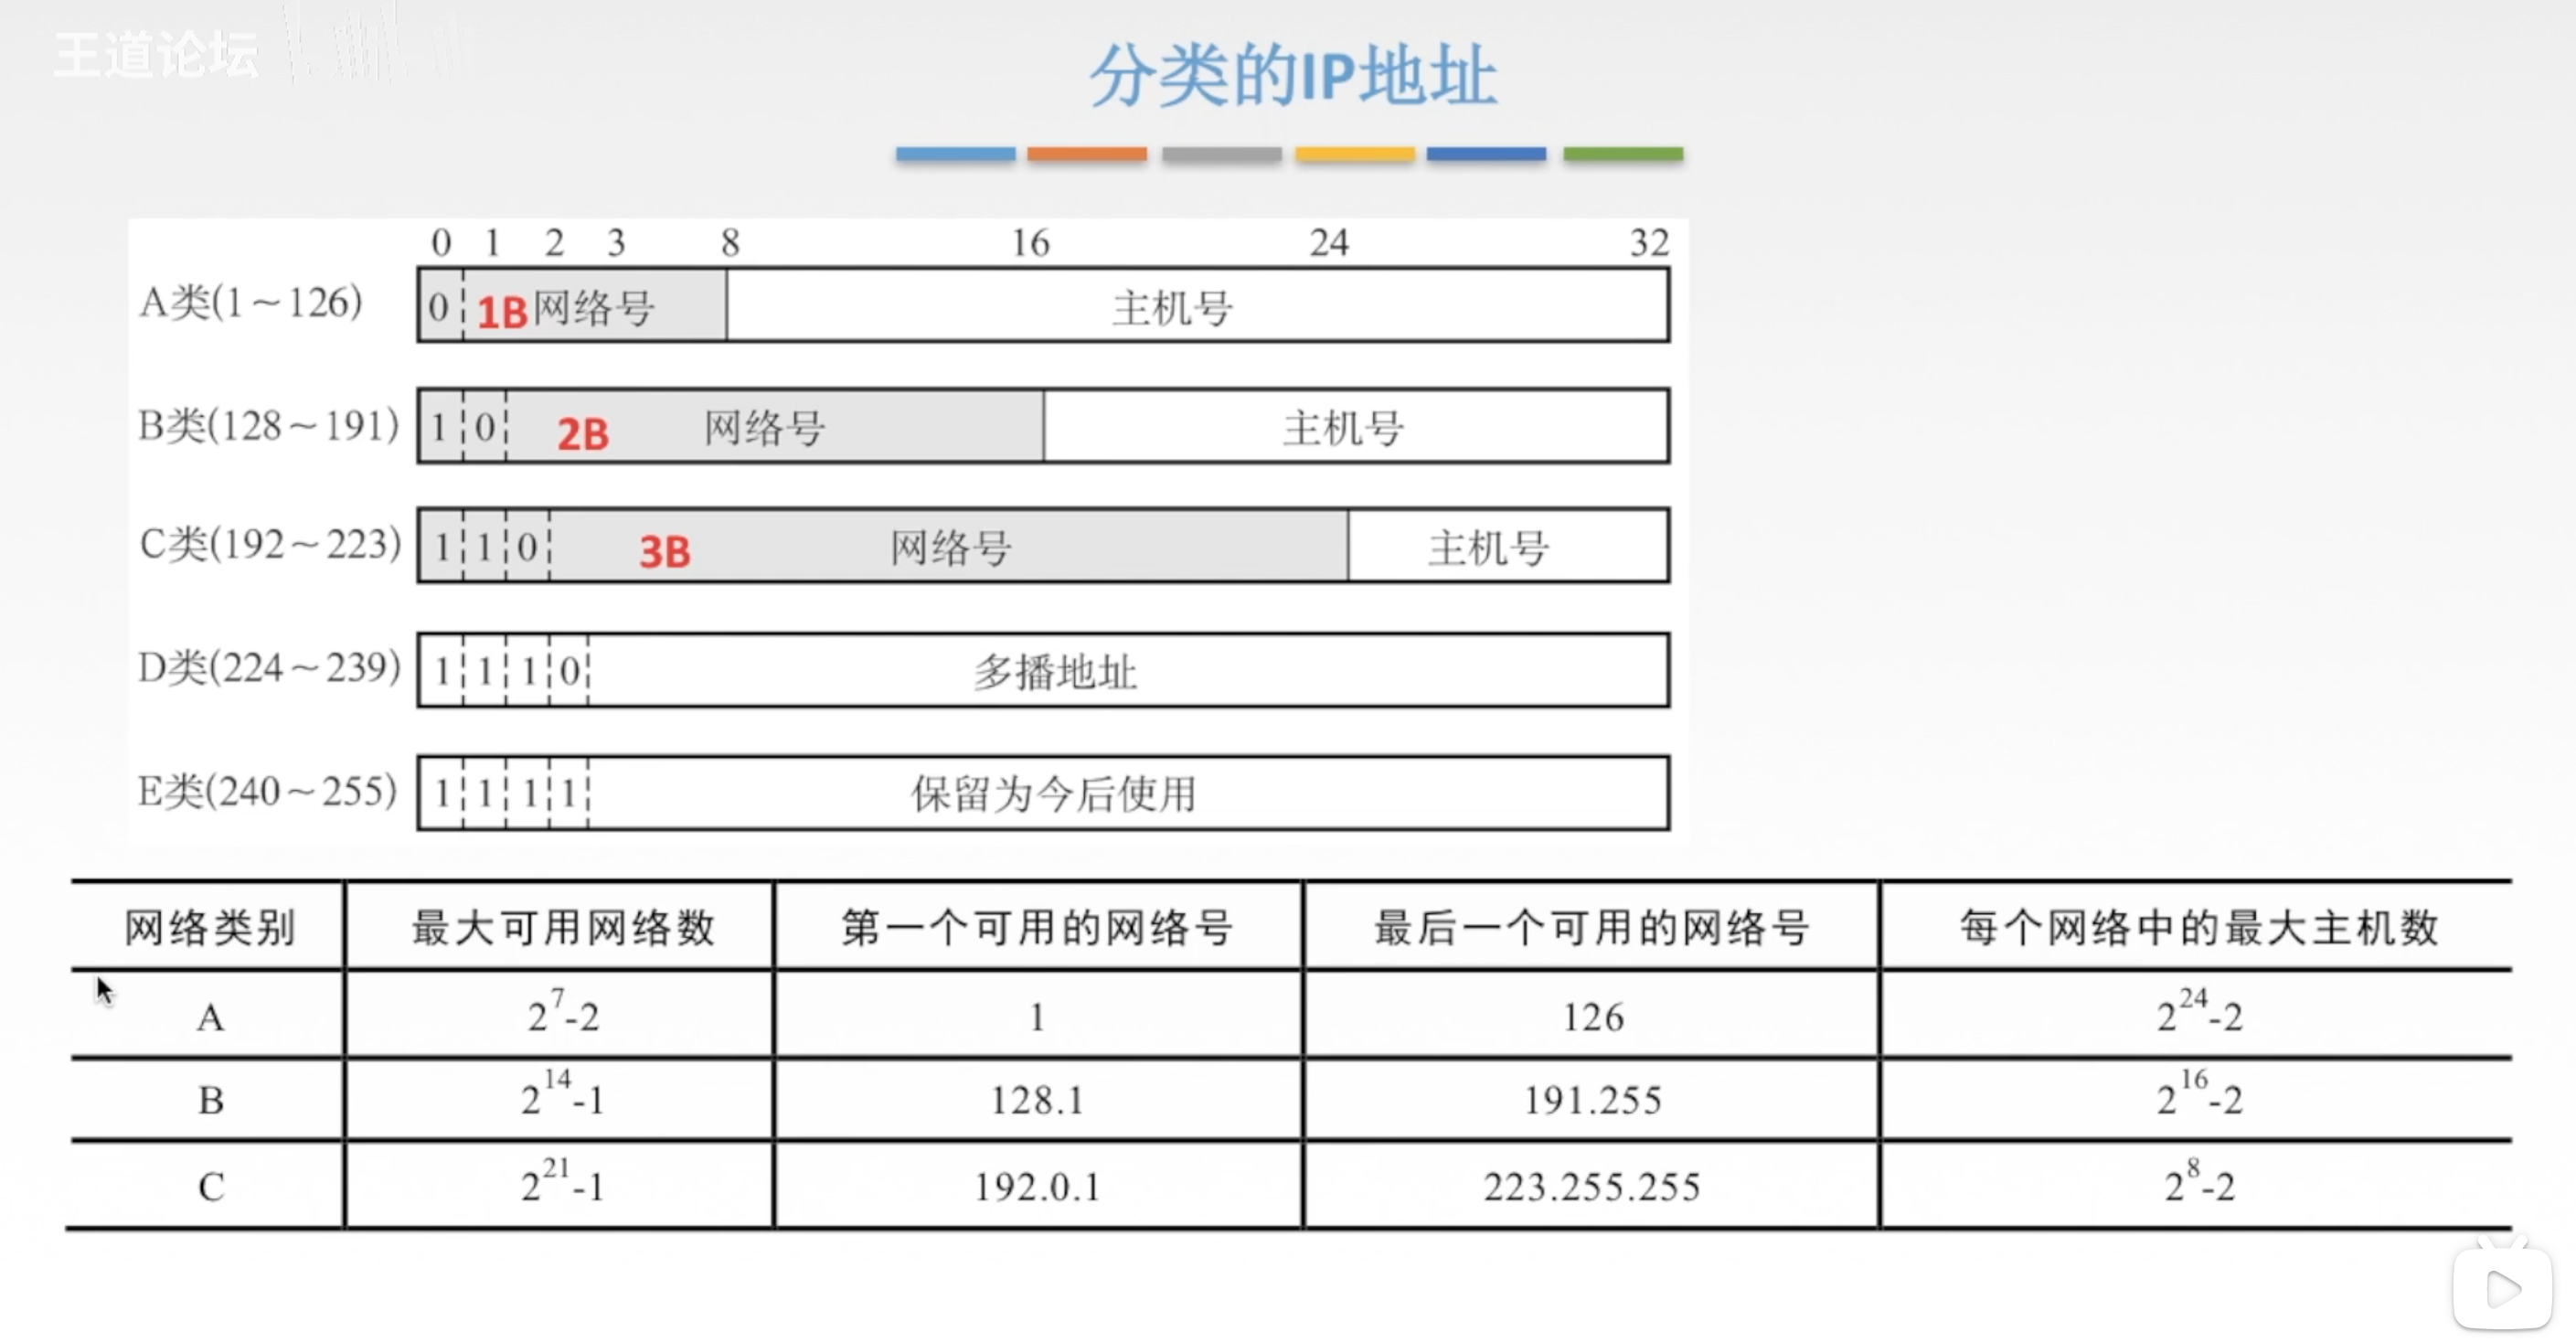 王道论坛
分类的IP地址
0 1 2 3 8 16 24 32
A类(1～126) 0 1B 网络号 主机号
B类(128～191) 1 0 2B 网络号 主机号
C类(192～223) 1 1 0 3B 网络号 主机号
D类(224～239) 1 1 1 0 多播地址
E类(240～255) 1 1 1 1 保留为今后使用
网络类别 最大可用网络数 第一个可用的网络号 最后一个可用的网络号 每个网络中的最大主机数
A 2^7-2 1 126 2^24-2
B 2^14-1 128.1 191.255 2^16-2
C 2^21-1 192.0.1 223.255.255 2^8-2